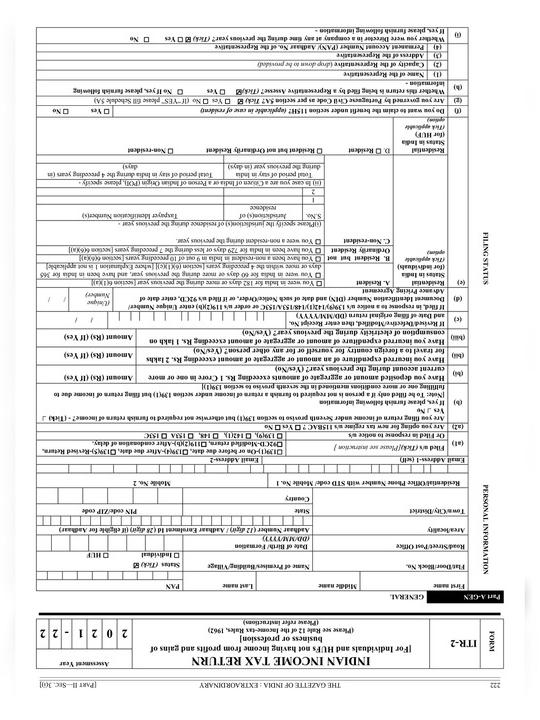 222
THE GAZETTE OF INDIA : EXTRAORDINARY
[PART II—SEC. 3(i)]
FORM
ITR-2
INDIAN INCOME TAX RETURN
[For Individuals and HUFs not having income from profits and gains of
business or profession]
(Please see Rule 12 of the Income-tax Rules, 1962)
(Please refer instructions)
Assessment Year
2 0 2 1 - 2 2
Part A-GEN
GENERAL
PERSONAL INFORMATION
First name
Middle name
Last name
PAN
Flat/Door/Block No.
Name of Premises/Building/Village
Status (Tick) ☑
☐ Individual ☐ HUF
Road/Street/Post Office
Date of Birth/ Formation
(DD/MM/YYYY)
Area/locality
Aadhaar Number (12 digit) / Aadhaar Enrolment Id (28 digit) (if eligible for Aadhaar)
Town/City/District
State
PIN code/ZIP code
Country
Residential/Office Phone Number with STD code/ Mobile No. 1
Mobile No. 2
Email Address-1 (self)
Email Address-2
FILING STATUS
(a1)
Filed u/s (Tick)[Please see instruction ]
☐139(1)-On or before due date, ☐139(4)-After due date, ☐139(5)-Revised Return,
☐92CD-Modified return, ☐119(2)(b)-After condonation of delay.
Or Filed in response to notice u/s
☐ 139(9), ☐ 142(1), ☐ 148, ☐ 153A ☐ 153C
(a2)
Are you opting for new tax regime u/s 115BAC ? ☐ Yes ☐ No
(b)
Are you filing return of income under Seventh proviso to section 139(1) but otherwise not required to furnish return of income? - (Tick) ☐
Yes ☐ No
If yes, please furnish following information
[Note: To be filled only if a person is not required to furnish a return of income under section 139(1) but filing return of income due to
fulfilling one or more conditions mentioned in the seventh proviso to section 139(1)]
(bi)
Have you deposited amount or aggregate of amounts exceeding Rs. 1 Crore in one or more
current account during the previous year? (Yes/No)
Amount (Rs) (If Yes)
(bii)
Have you incurred expenditure of an amount or aggregate of amount exceeding Rs. 2 lakhs
for travel to a foreign country for yourself or for any other person? (Yes/No)
Amount (Rs) (If Yes)
(biii)
Have you incurred expenditure of amount or aggregate of amount exceeding Rs. 1 lakh on
consumption of electricity during the previous year? (Yes/No)
Amount (Rs) (If Yes)
(c)
If Revised/Defective/Modified, then enter Receipt No.
and Date of filing original return (DD/MM/YYYY)
/ /
(d)
If filed, in response to a notice u/s 139(9)/142(1)/148/153A/153C or order u/s 119(2)(b) enter Unique Number/
Document Identification Number (DIN) and date of such Notice/Order, or if filed u/s 92CD, enter date of
Advance Pricing Agreement
(Unique
Number)
/ /
(e)
Residential
Status in India
(for individuals)
(Tick applicable
option)
A. Resident
☐ You were in India for 182 days or more during the previous year [section 6(1)(a)]
☐ You were in India for 60 days or more during the previous year, and have been in India for 365
days or more within the 4 preceding years [section (6)(1)(c)] [where Explanation 1 is not applicable]
B. Resident but not
Ordinarily Resident
☐ You have been a non-resident in India in 9 out of 10 preceding years [section 6(6)(a)]
☐ You have been in India for 729 days or less during the 7 preceding years [section 6(6)(a)]
C. Non-resident
☐ You were a non-resident during the previous year.
(i)Please specify the jurisdiction(s) of residence during the previous year -
S.No.
Jurisdiction(s) of
residence
Taxpayer Identification Number(s)
1
2
(ii) In case you are a Citizen of India or a Person of Indian Origin (POI), please specify -
Total period of stay in India
during the previous year (in days)
Total period of stay in India during the 4 preceding years (in
days)
Residential
Status in India
(for HUF)
(Tick applicable
option)
D. ☐ Resident
☐ Resident but not Ordinarily Resident
☐ Non-resident
(f)
Do you want to claim the benefit under section 115H? (applicable in case of resident)
☐ Yes ☐ No
(g)
Are you governed by Portuguese Civil Code as per section 5A? Tick) ☑ ☐ Yes ☐ No (If "YES" please fill Schedule 5A)
(h)
Whether this return is being filed by a Representative Assessee? (Tick)☑ ☐ Yes ☐ No If yes, please furnish following
information -
(1) Name of the Representative
(2) Capacity of the Representative (drop down to be provided)
(3) Address of the Representative
(4) Permanent Account Number (PAN)/ Aadhaar No. of the Representative
(i)
Whether you were Director in a company at any time during the previous year? (Tick) ☑ ☐ Yes ☐ No
If yes, please furnish following information -